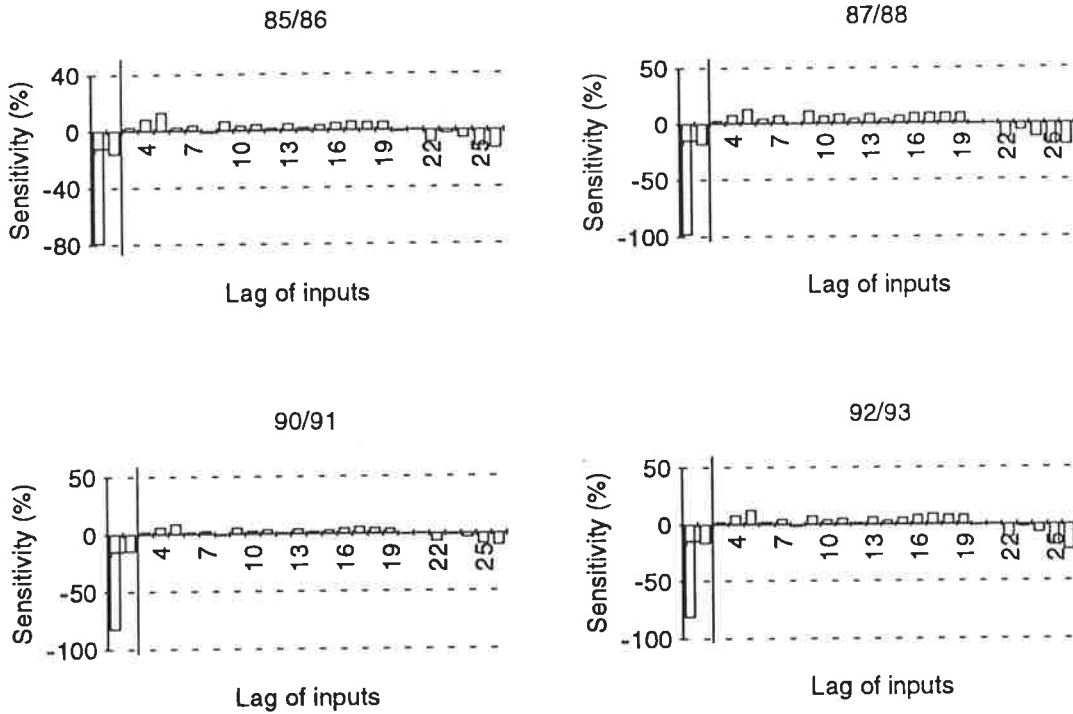 85/86
Sensitivity (%)
40
0
-40
-80
4 7 10 13 16 19 22 25
Lag of inputs
87/88
Sensitivity (%)
50
0
-50
-100
4 7 10 13 16 19 22 25
Lag of inputs
90/91
Sensitivity (%)
50
0
-50
-100
4 7 10 13 16 19 22 25
Lag of inputs
92/93
Sensitivity (%)
50
0
-50
-100
4 7 10 13 16 19 22 25
Lag of inputs